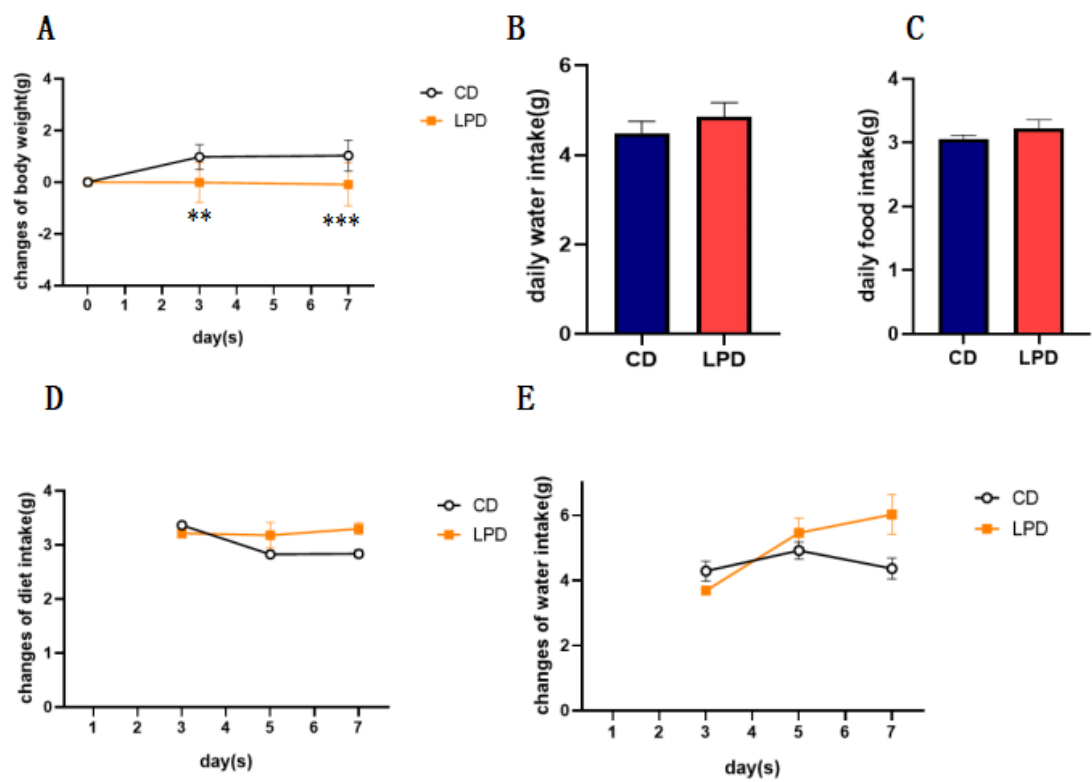 A
changes of body weight(g)
4
2
0
-2
-4
0 1 2 3 4 5 6 7
day(s)
**
***
CD
LPD
B
daily water intake(g)
6
4
2
0
CD LPD
C
daily food intake(g)
4
3
2
1
0
CD LPD
D
changes of diet intake(g)
4
3
2
1
0
1 2 3 4 5 6 7
day(s)
CD
LPD
E
changes of water intake(g)
6
4
2
0
1 2 3 4 5 6 7
day(s)
CD
LPD